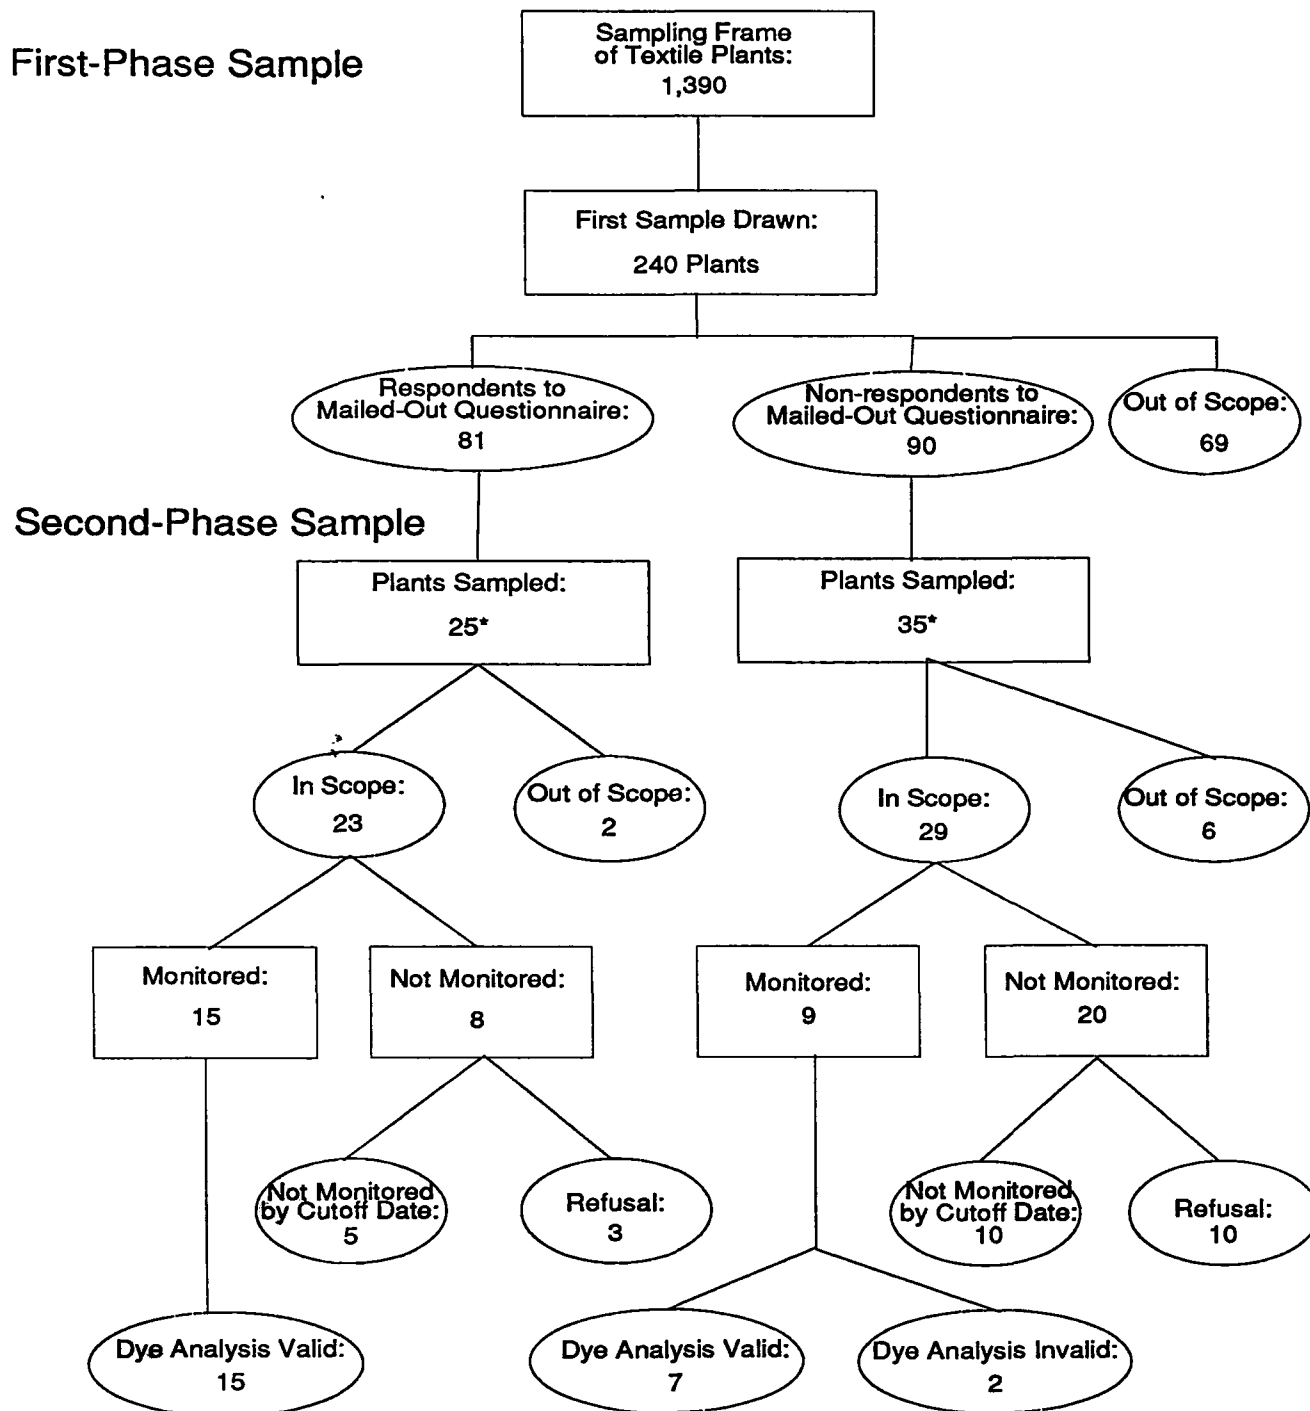 First-Phase Sample
Sampling Frame
of Textile Plants:
1,390
First Sample Drawn:
240 Plants
Respondents to
Mailed-Out Questionnaire:
81
Non-respondents to
Mailed-Out Questionnaire:
90
Out of Scope:
69
Second-Phase Sample
Plants Sampled:
25*
Plants Sampled:
35*
In Scope:
23
Out of Scope:
2
In Scope:
29
Out of Scope:
6
Monitored:
15
Not Monitored:
8
Monitored:
9
Not Monitored:
20
Not Monitored
by Cutoff Date:
5
Refusal:
3
Not Monitored
by Cutoff Date:
10
Refusal:
10
Dye Analysis Valid:
15
Dye Analysis Valid:
7
Dye Analysis Invalid:
2